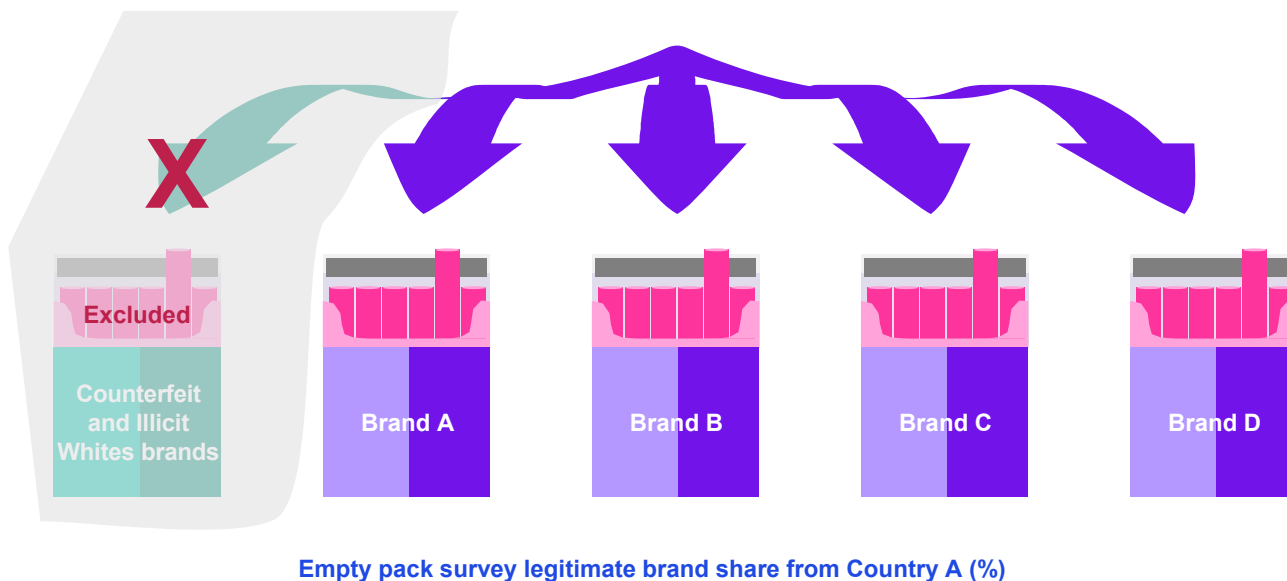 X
Excluded
Counterfeit
and Illicit
Whites brands
Brand A
Brand B
Brand C
Brand D
Empty pack survey legitimate brand share from Country A (%)